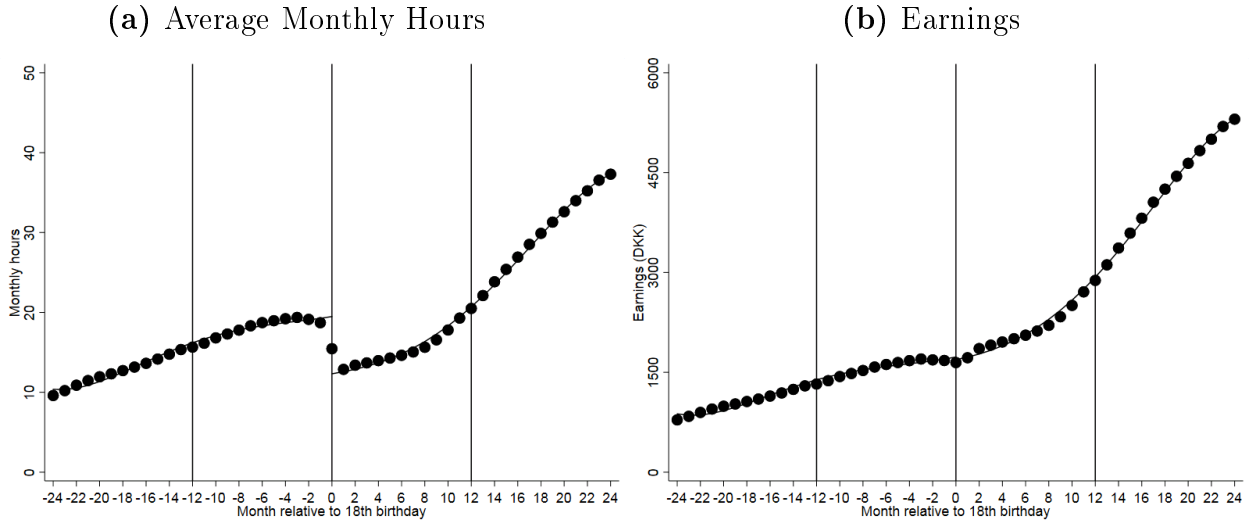 (a) Average Monthly Hours
Monthly hours
50
40
30
20
10
0
-24 -22 -20 -18 -16 -14 -12 -10 -8 -6 -4 -2 0 2 4 6 8 10 12 14 16 18 20 22 24
Month relative to 18th birthday
(b) Earnings
Earnings (DKK)
6000
4500
3000
1500
0
-24 -22 -20 -18 -16 -14 -12 -10 -8 -6 -4 -2 0 2 4 6 8 10 12 14 16 18 20 22 24
Month relative to 18th birthday